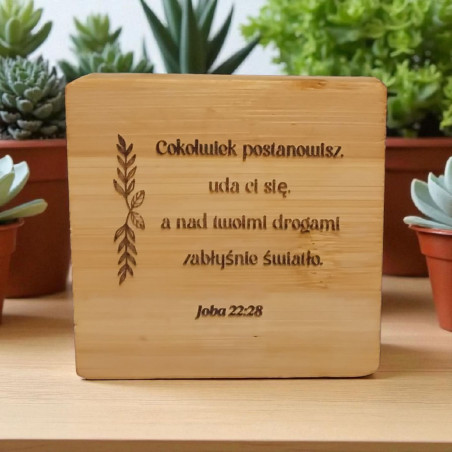 Cokolwiek postanowisz,
uda ci się,
a nad twoimi drogami
zabłyśnie światło.
Joba 22:28